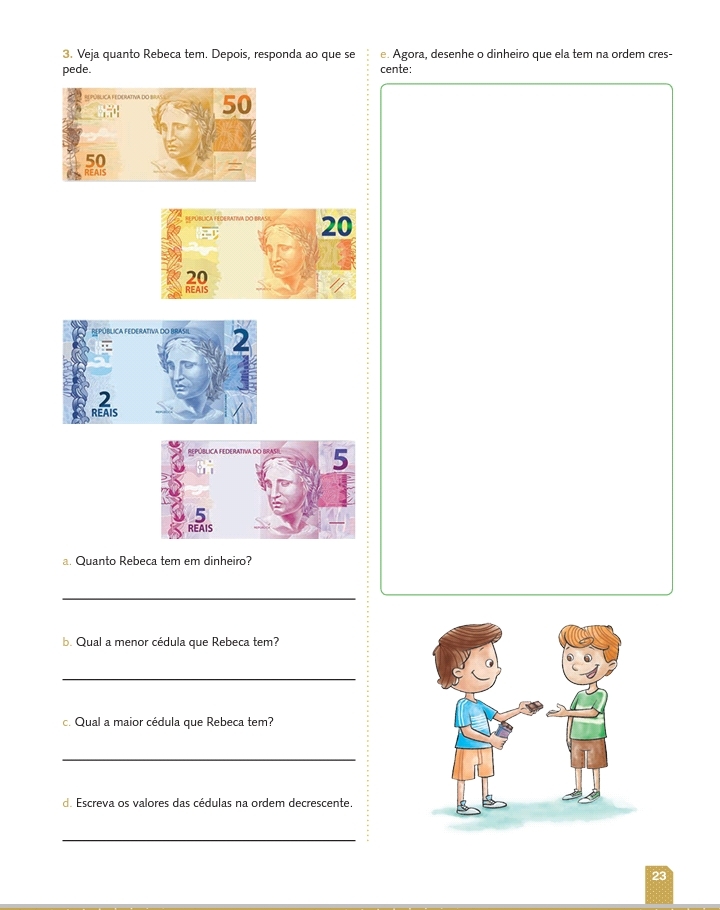 3. Veja quanto Rebeca tem. Depois, responda ao que se
pede.
REPÚBLICA FEDERATIVA DO BRASIL
50
50
REAIS
REPÚBLICA FEDERATIVA DO BRASIL
20
20
REAIS
REPÚBLICA FEDERATIVA DO BRASIL
2
2
REAIS
REPÚBLICA FEDERATIVA DO BRASIL
5
5
REAIS
a. Quanto Rebeca tem em dinheiro?
b. Qual a menor cédula que Rebeca tem?
c. Qual a maior cédula que Rebeca tem?
d. Escreva os valores das cédulas na ordem decrescente.
e. Agora, desenhe o dinheiro que ela tem na ordem cres-
cente:
23